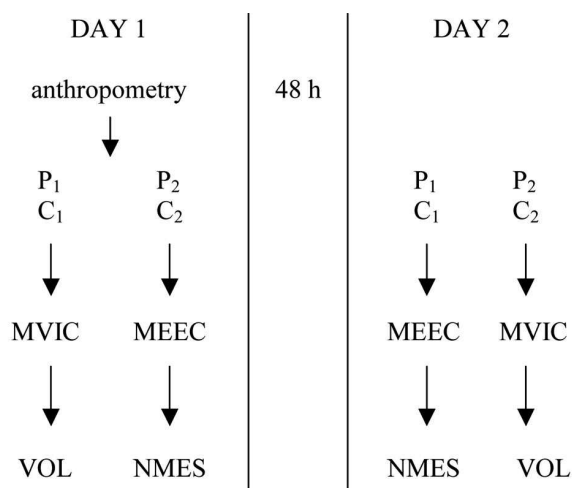 DAY 1 48 h DAY 2
anthropometry
P₁ P₂ P₁ P₂
C₁ C₂ C₁ C₂
MVIC MEEC MEEC MVIC
VOL NMES NMES VOL